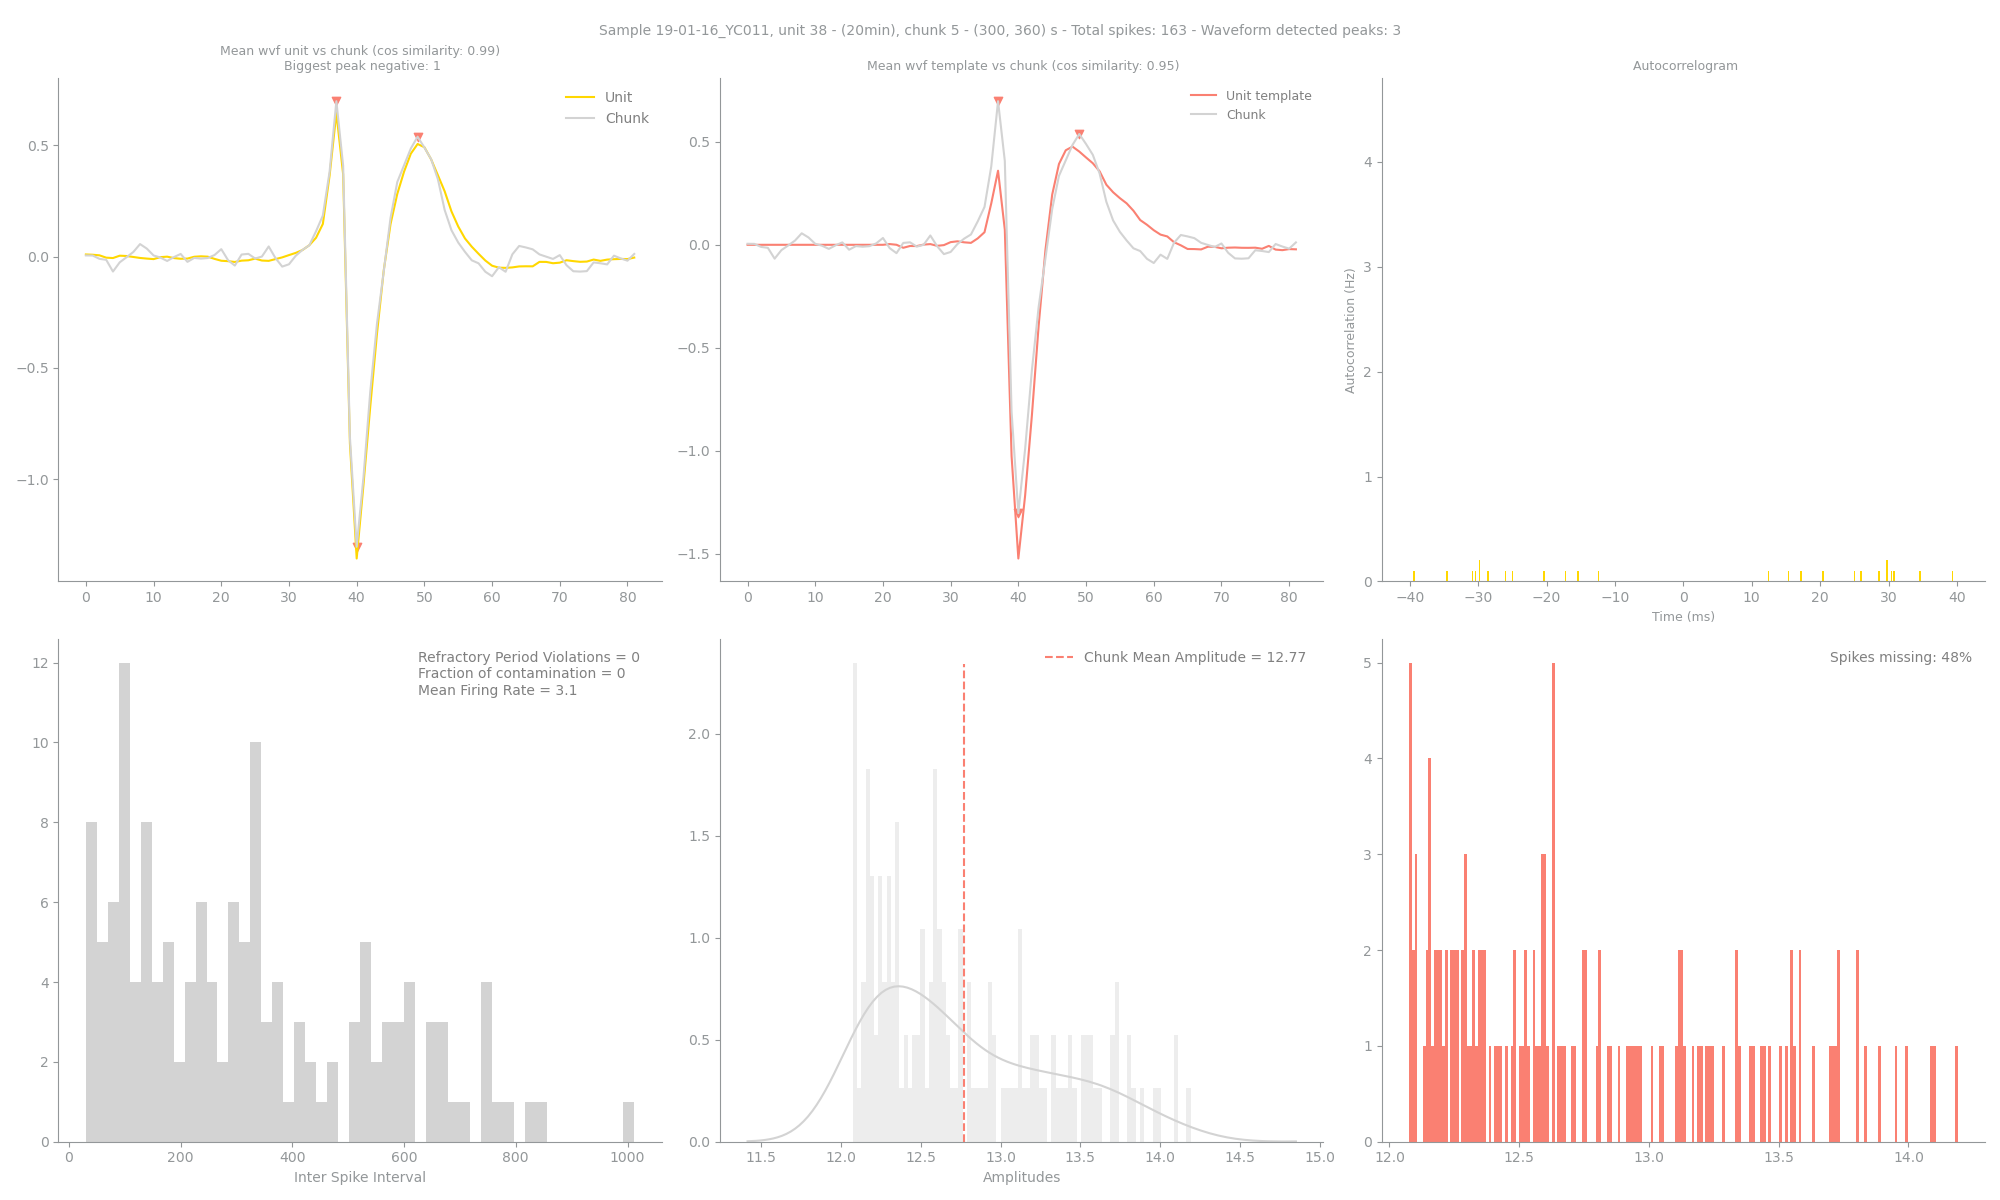 Sample 19-01-16_YC011, unit 38 - (20min), chunk 5 - (300, 360) s - Total spikes: 163 - Waveform detected peaks: 3
Mean wvf unit vs chunk (cos similarity: 0.99)
Biggest peak negative: 1
Unit
Chunk
0.5
0.0
−0.5
−1.0
0 10 20 30 40 50 60 70 80
Mean wvf template vs chunk (cos similarity: 0.95)
Unit template
Chunk
0.5
0.0
−0.5
−1.0
−1.5
0 10 20 30 40 50 60 70 80
Autocorrelogram
Autocorrelation (Hz)
4
3
2
1
0
−40 −30 −20 −10 0 10 20 30 40
Time (ms)
Refractory Period Violations = 0
Fraction of contamination = 0
Mean Firing Rate = 3.1
12
10
8
6
4
2
0
0 200 400 600 800 1000
Inter Spike Interval
Chunk Mean Amplitude = 12.77
2.0
1.5
1.0
0.5
0.0
11.5 12.0 12.5 13.0 13.5 14.0 14.5 15.0
Amplitudes
Spikes missing: 48%
5
4
3
2
1
0
12.0 12.5 13.0 13.5 14.0